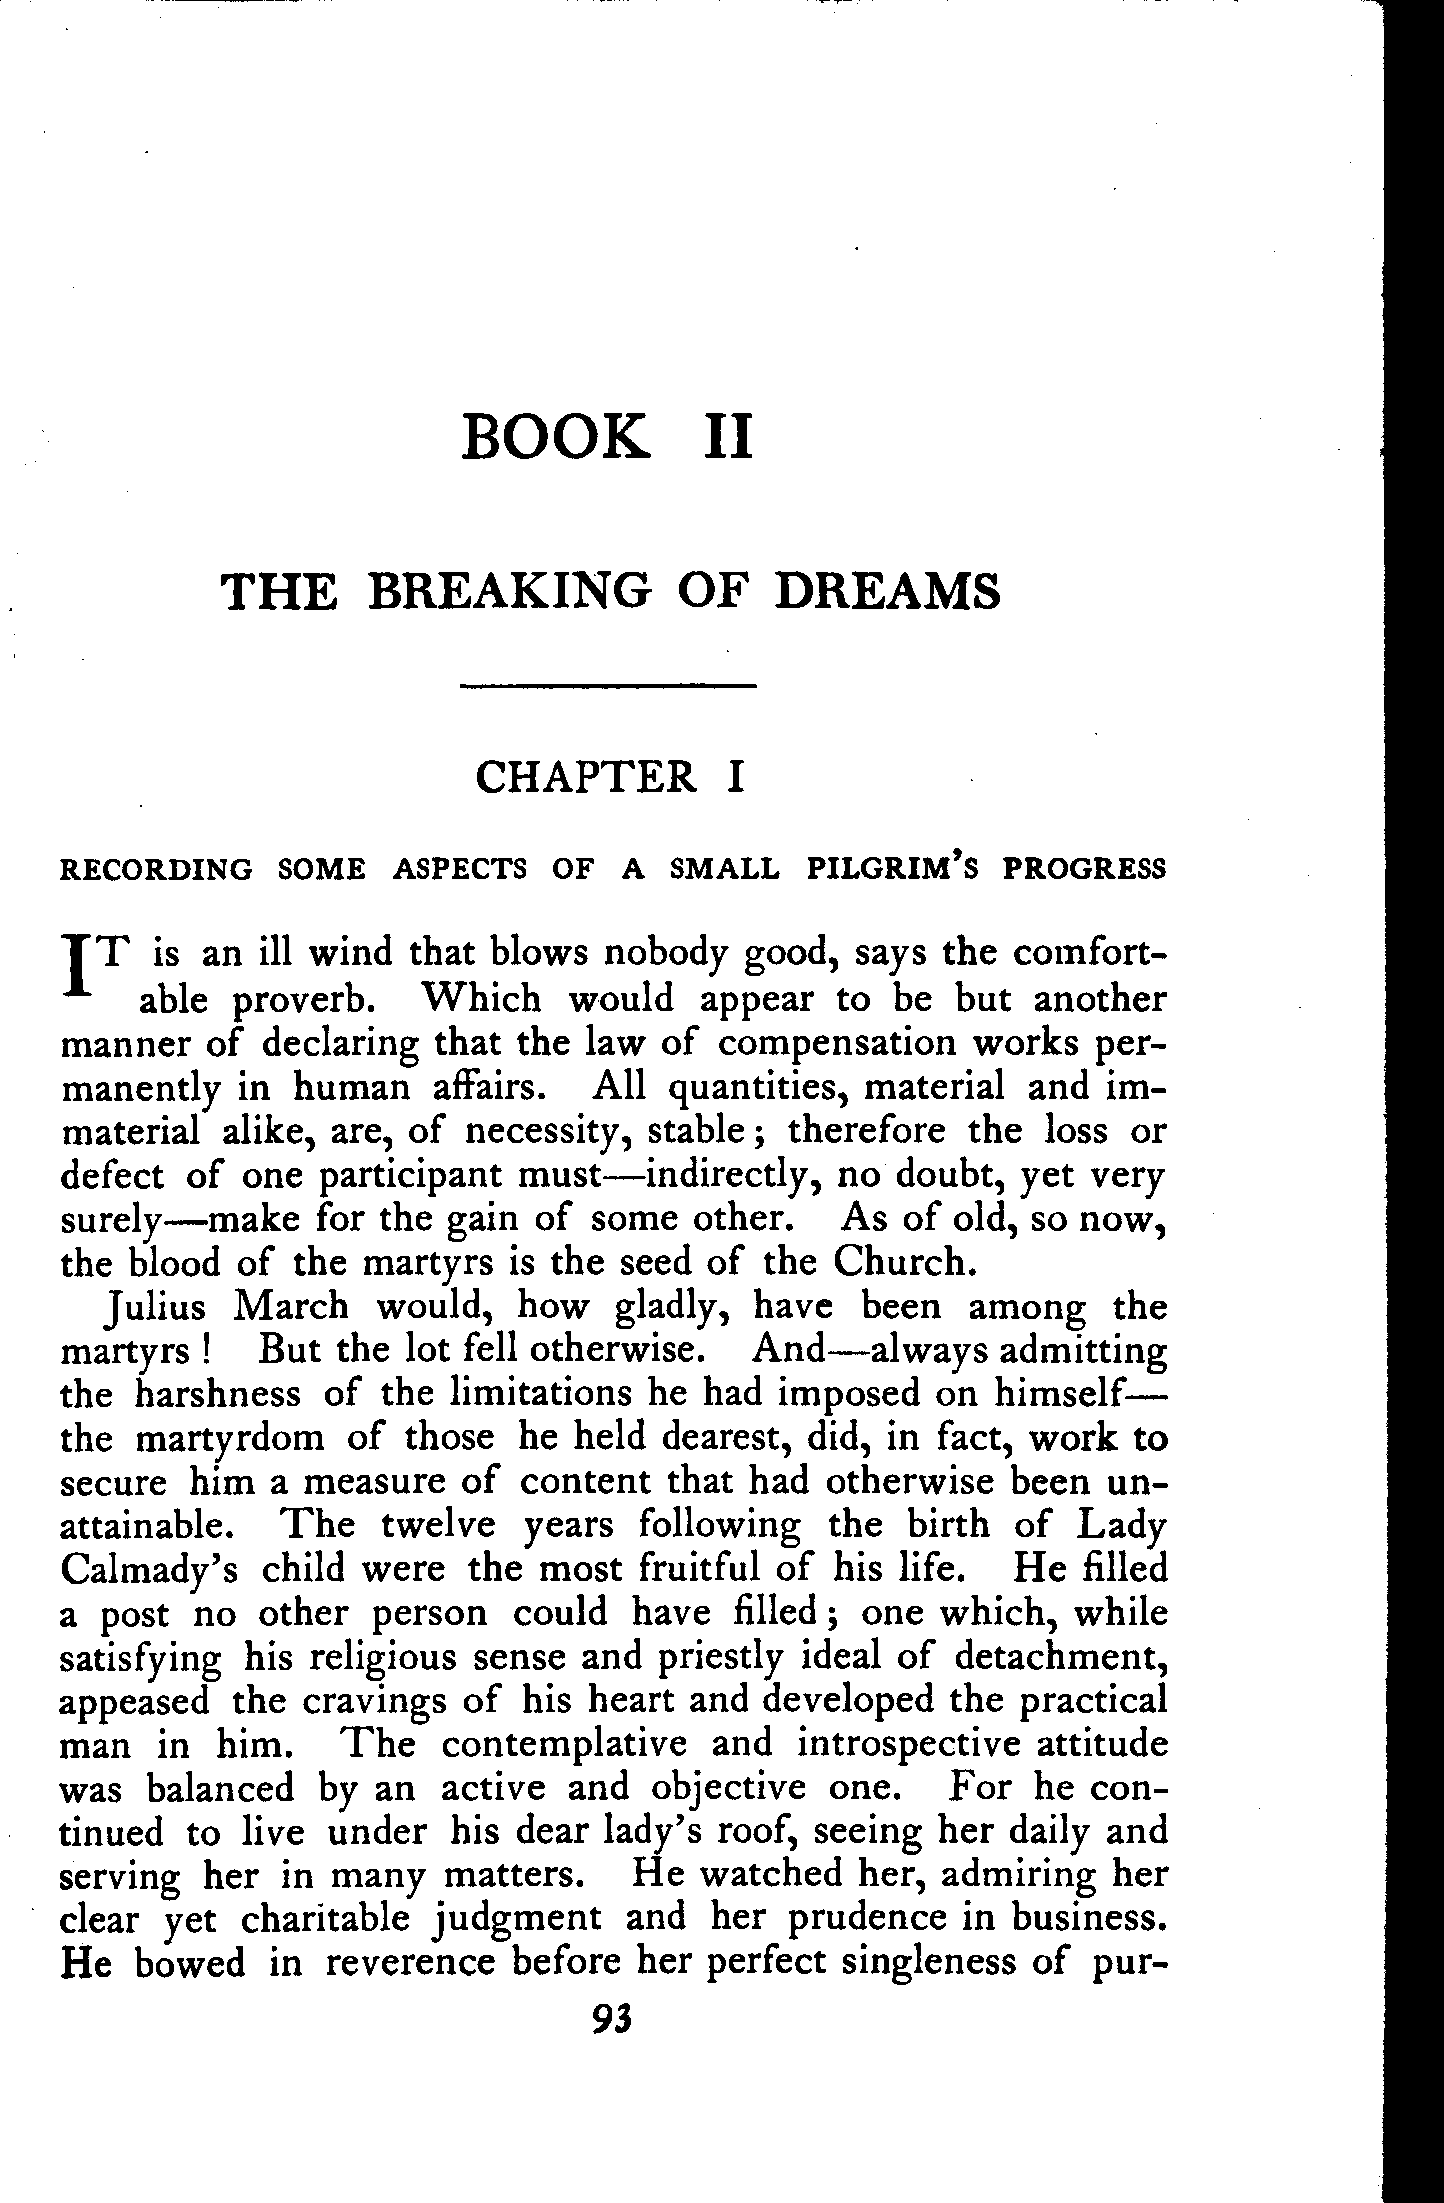 BOOK II
THE BREAKING OF DREAMS
CHAPTER I
RECORDING SOME ASPECTS OF A SMALL PILGRIM'S PROGRESS
IT is an ill wind that blows nobody good, says the comfort-
able proverb. Which would appear to be but another
manner of declaring that the law of compensation works per-
manently in human affairs. All quantities, material and im-
material alike, are, of necessity, stable; therefore the loss or
defect of one participant must—indirectly, no doubt, yet very
surely—make for the gain of some other. As of old, so now,
the blood of the martyrs is the seed of the Church.
Julius March would, how gladly, have been among the
martyrs! But the lot fell otherwise. And—always admitting
the harshness of the limitations he had imposed on himself—
the martyrdom of those he held dearest, did, in fact, work to
secure him a measure of content that had otherwise been un-
attainable. The twelve years following the birth of Lady
Calmady's child were the most fruitful of his life. He filled
a post no other person could have filled; one which, while
satisfying his religious sense and priestly ideal of detachment,
appeased the cravings of his heart and developed the practical
man in him. The contemplative and introspective attitude
was balanced by an active and objective one. For he con-
tinued to live under his dear lady's roof, seeing her daily and
serving her in many matters. He watched her, admiring her
clear yet charitable judgment and her prudence in business.
He bowed in reverence before her perfect singleness of pur-
93